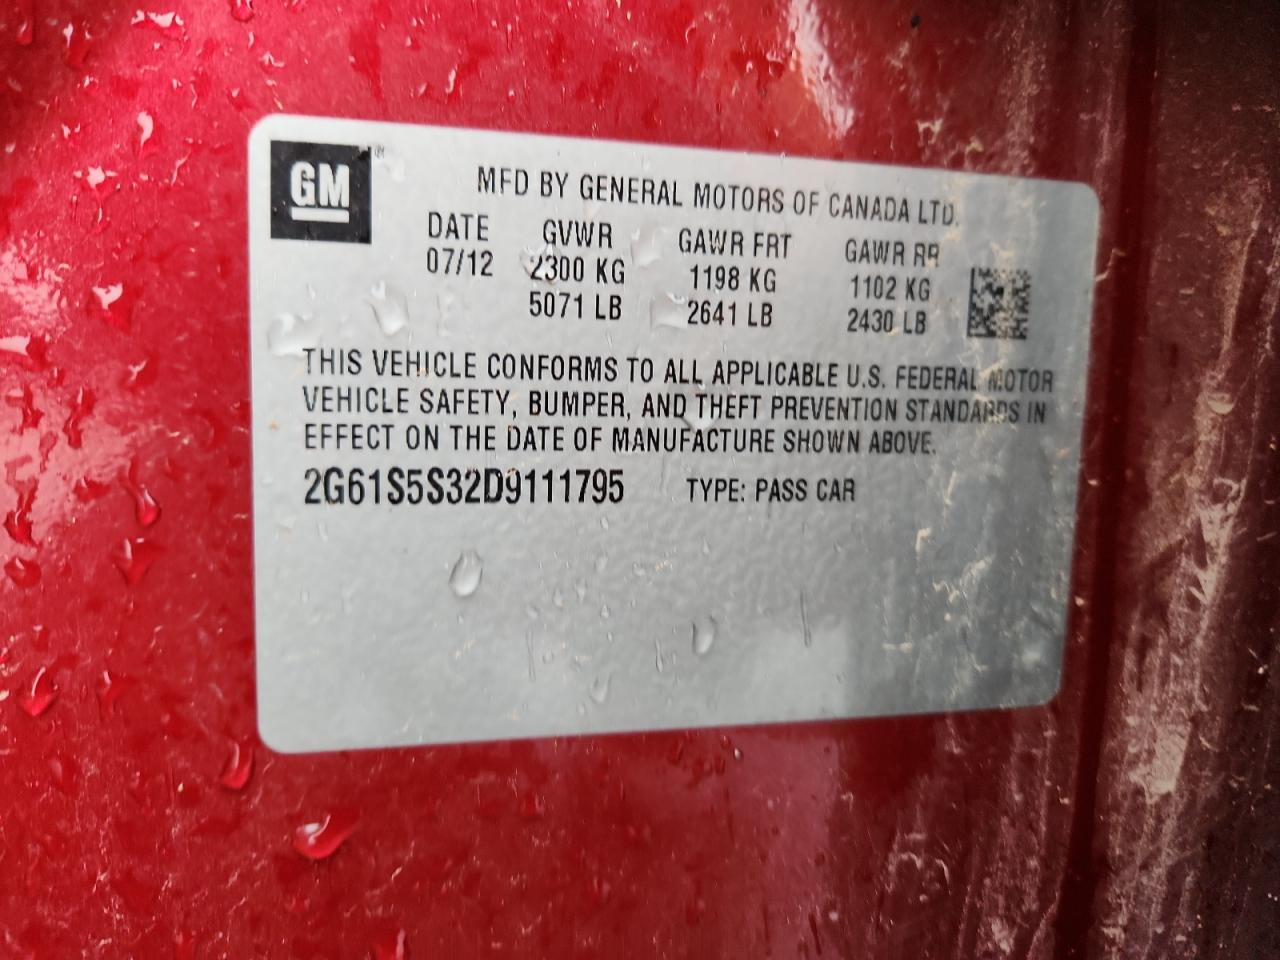 GM
MFD BY GENERAL MOTORS OF CANADA LTD.
DATE GVWR GAWR FRT GAWR RR
07/12 2300 KG 1198 KG 1102 KG
5071 LB 2641 LB 2430 LB
THIS VEHICLE CONFORMS TO ALL APPLICABLE U.S. FEDERAL MOTOR
VEHICLE SAFETY, BUMPER, AND THEFT PREVENTION STANDARDS IN
EFFECT ON THE DATE OF MANUFACTURE SHOWN ABOVE.
2G61S5S32D9111795 TYPE: PASS CAR